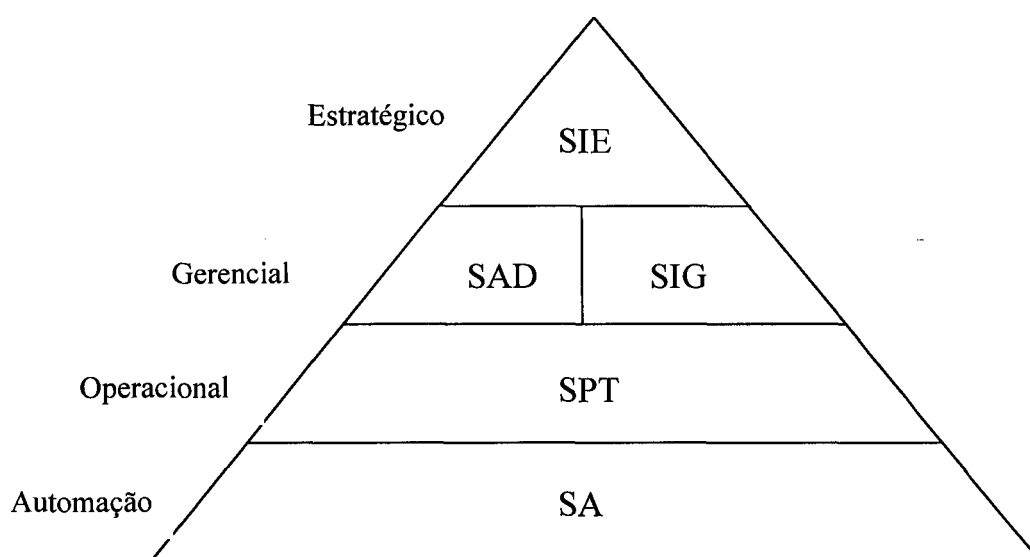 Estratégico
SIE
Gerencial
SAD
SIG
Operacional
SPT
Automação
SA